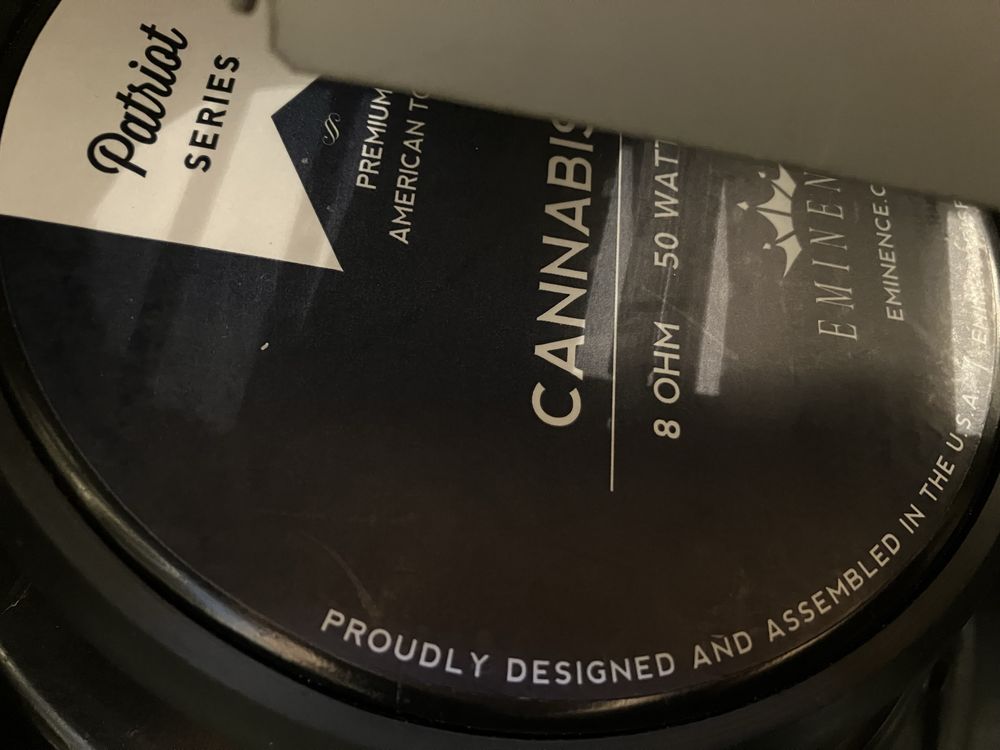 Patriot
SERIES
PREMIUM
AMERICAN TO
CANNABIS
8 OHM 50 WATT
EMINEN
EMINENCE.C
PROUDLY DESIGNED AND ASSEMBLED IN THE U.S.A.